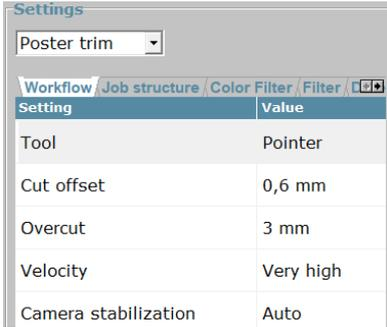 Settings
Poster trim
Workflow Job structure Color Filter Filter
Setting Value
Tool Pointer
Cut offset 0,6 mm
Overcut 3 mm
Velocity Very high
Camera stabilization Auto